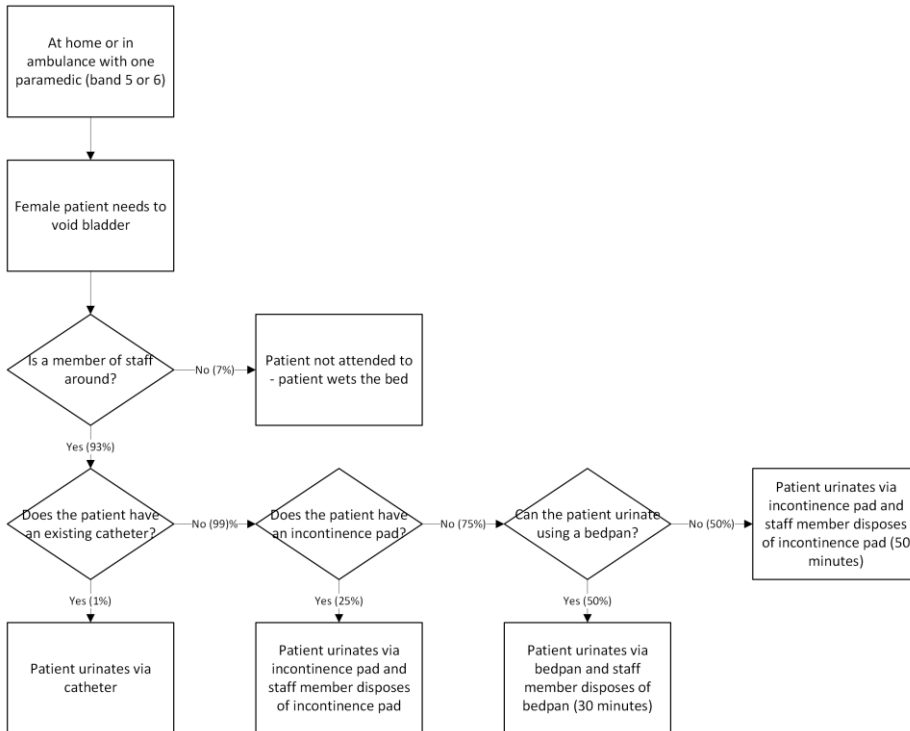 At home or in
ambulance with one
paramedic (band 5 or 6)
Female patient needs to
void bladder
Is a member of staff
around?
No (7%)
Patient not attended to
- patient wets the bed
Yes (93%)
Does the patient have
an existing catheter?
No (99)%
Does the patient have
an incontinence pad?
No (75%)
Can the patient urinate
using a bedpan?
No (50%)
Patient urinates via
incontinence pad and
staff member disposes
of incontinence pad (50
minutes)
Yes (1%)
Yes (25%)
Yes (50%)
Patient urinates via
catheter
Patient urinates via
incontinence pad and
staff member disposes
of incontinence pad
Patient urinates via
bedpan and staff
member disposes of
bedpan (30 minutes)